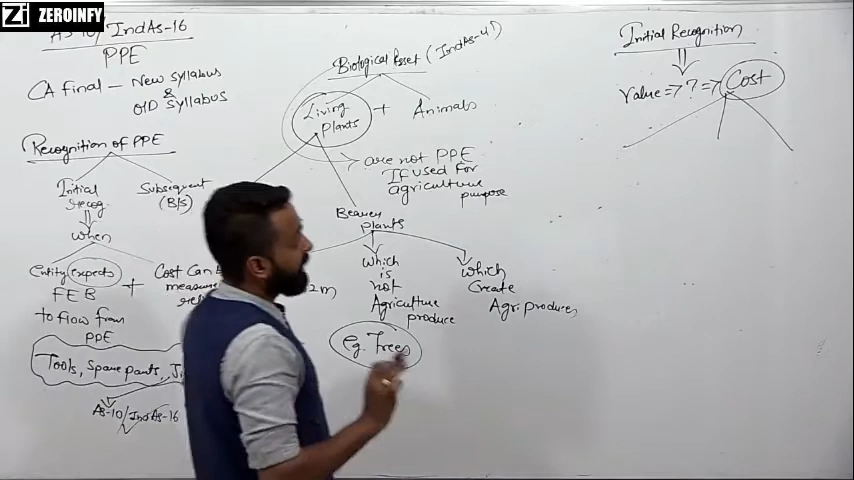 Zi ZEROINFY
AS-10/IndAS-16
PPE
CA Final - New Syllabus
&
OID Syllabus
Recognition of PPE
Initial
Recog
Subsequent
(B/S)
When
Entity expects
FEB
to flow from
PPE
+
Cost Can
measure
Tools, Spare parts,
AS-10/IndAS-16
Biological Asset (IndAS-41)
Living
plants
+
Animals
are not PPE
If used for
agriculture
purpose
Bearer
plants
which
is
not
Agriculture
produce
eg. Trees
which
Create
Agri produces
Initial Recognition
Value => ? => Cost